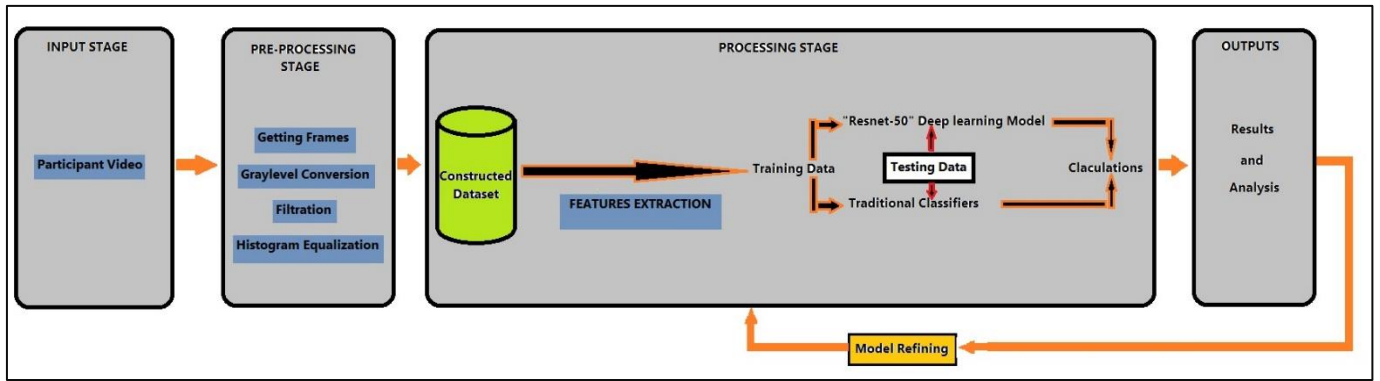 INPUT STAGE
Participant Video
PRE-PROCESSING
STAGE
Getting Frames
Graylevel Conversion
Filtration
Histogram Equalization
PROCESSING STAGE
Constructed
Dataset
FEATURES EXTRACTION
Training Data
"Resnet-50" Deep learning Model
Testing Data
Traditional Classifiers
Claculations
OUTPUTS
Results
and
Analysis
Model Refining